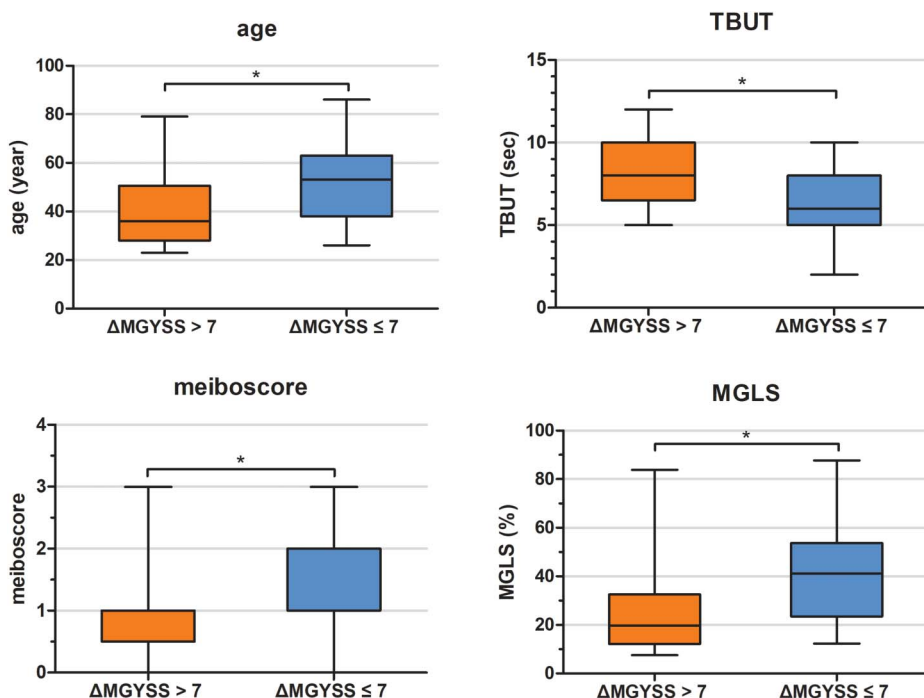 age
age (year)
100
80
60
40
20
0
*
ΔMGYSS > 7 ΔMGYSS ≤ 7
TBUT
TBUT (sec)
15
10
5
0
*
ΔMGYSS > 7 ΔMGYSS ≤ 7
meiboscore
meiboscore
4
3
2
1
0
*
ΔMGYSS > 7 ΔMGYSS ≤ 7
MGLS
MGLS (%)
100
80
60
40
20
0
*
ΔMGYSS > 7 ΔMGYSS ≤ 7